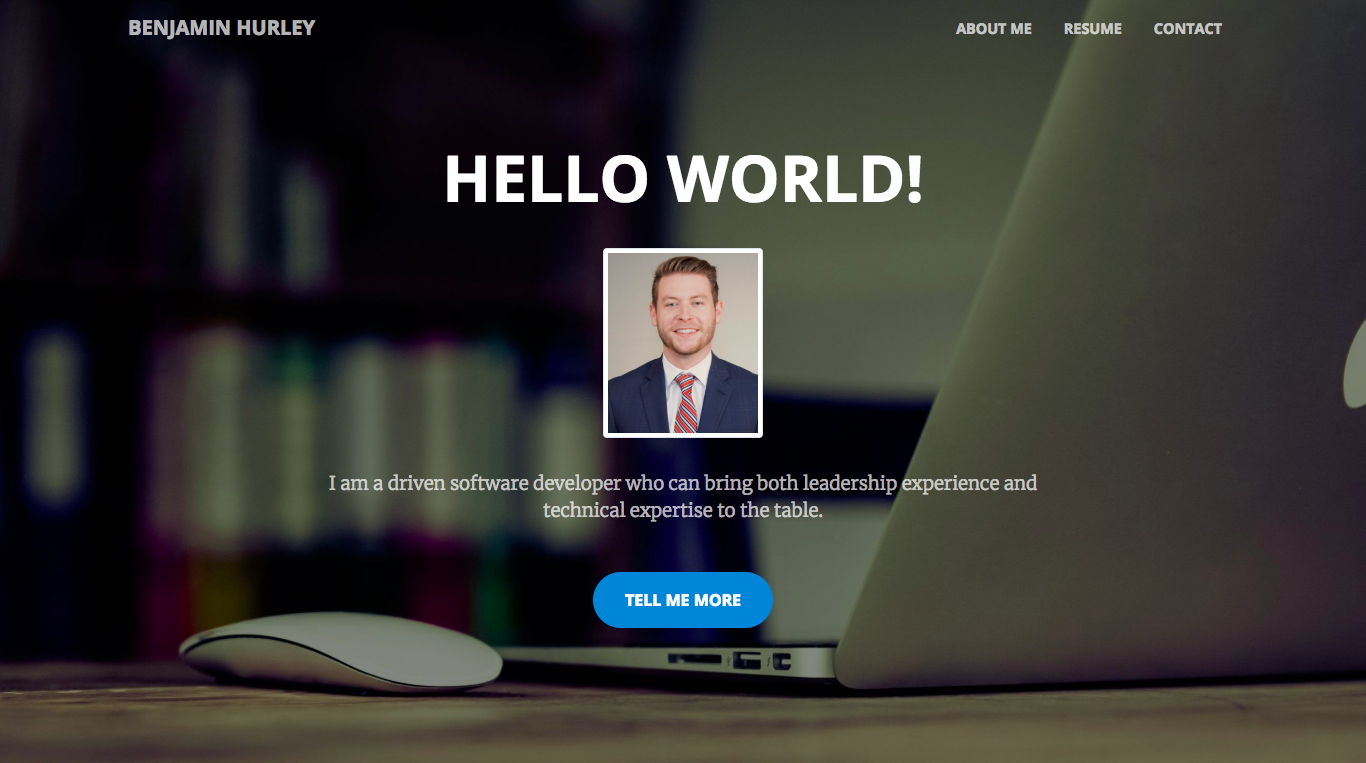 BENJAMIN HURLEY
ABOUT ME
RESUME
CONTACT
HELLO WORLD!
I am a driven software developer who can bring both leadership experience and
technical expertise to the table.
TELL ME MORE